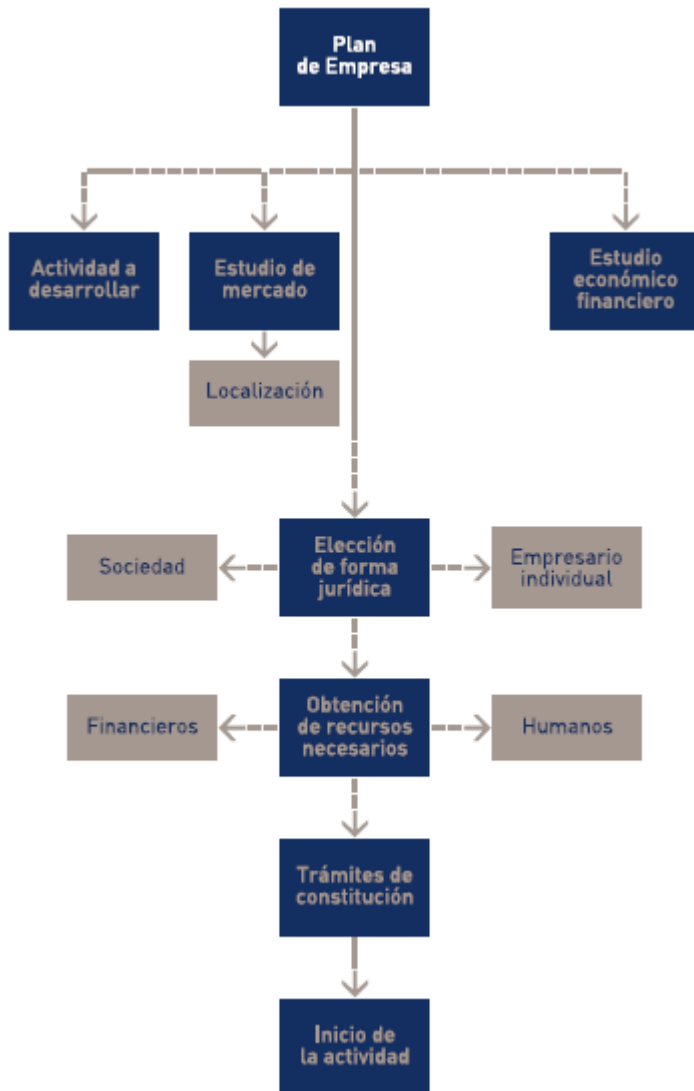 Plan
de Empresa
Actividad a
desarrollar
Estudio de
mercado
Estudio
económico
financiero
Localización
Sociedad
Elección
de forma
jurídica
Empresario
individual
Financieros
Obtención
de recursos
necesarios
Humanos
Trámites de
constitución
Inicio de
la actividad